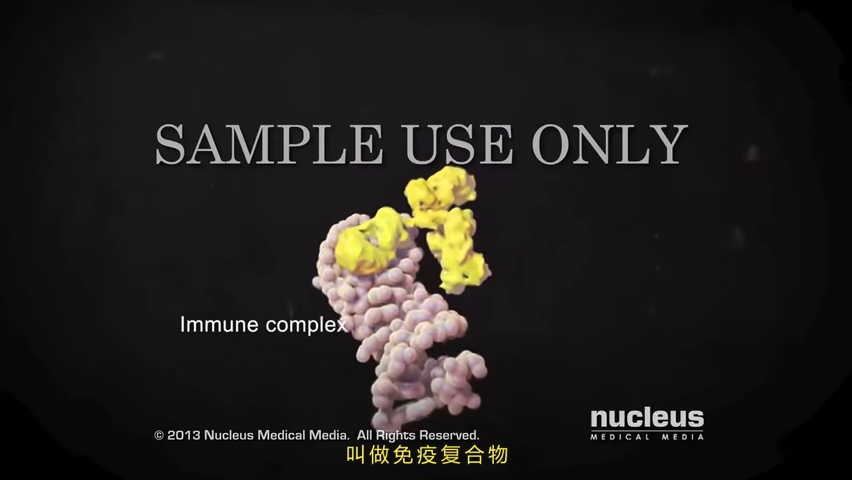 SAMPLE USE ONLY
Immune complex
nucleus
MEDICAL MEDIA
© 2013 Nucleus Medical Media. All Rights Reserved.
叫做免疫复合物